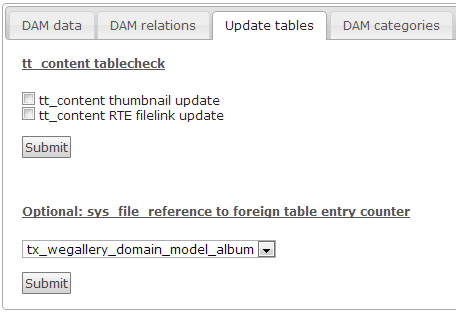 DAM data DAM relations Update tables DAM categories
tt_content tablecheck
tt_content thumbnail update
tt_content RTE filelink update
Submit
Optional: sys_file_reference to foreign table entry counter
tx_wegallery_domain_model_album
Submit